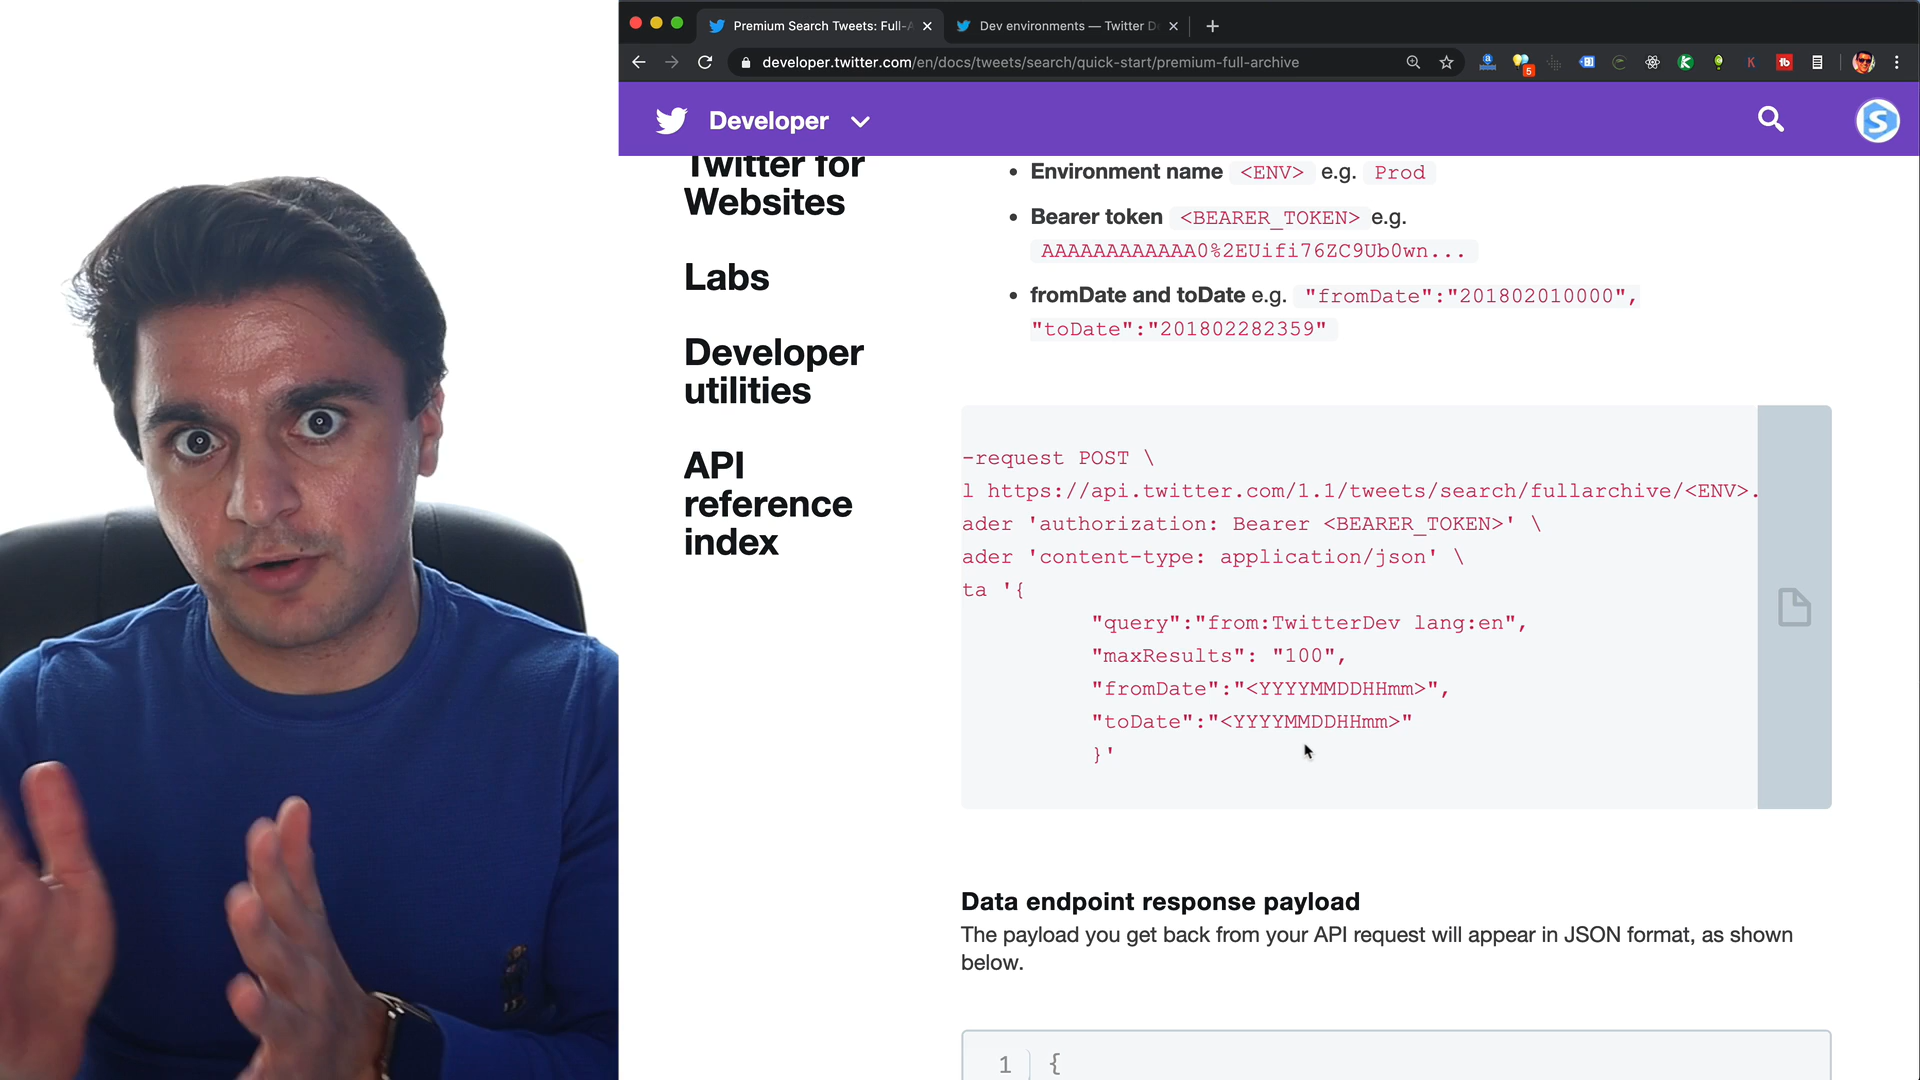 Premium Search Tweets: Full-A
Dev environments — Twitter D
developer.twitter.com/en/docs/tweets/search/quick-start/premium-full-archive
5
Developer
S
Twitter for
Websites
Labs
Developer
utilities
API
reference
index
Environment name <ENV> e.g. Prod
Bearer token <BEARER_TOKEN> e.g.
AAAAAAAAAAAA0%2EUifi76ZC9Ub0wn...
fromDate and toDate e.g. "fromDate":"201802010000",
"toDate":"201802282359"
-request POST \
l https://api.twitter.com/1.1/tweets/search/fullarchive/<ENV>.
ader 'authorization: Bearer <BEARER_TOKEN>' \
ader 'content-type: application/json' \
ta '{
"query":"from:TwitterDev lang:en",
"maxResults": "100",
"fromDate":"<YYYYMMDDHHmm>",
"toDate":"<YYYYMMDDHHmm>"
}'
Data endpoint response payload
The payload you get back from your API request will appear in JSON format, as shown
below.
1 {